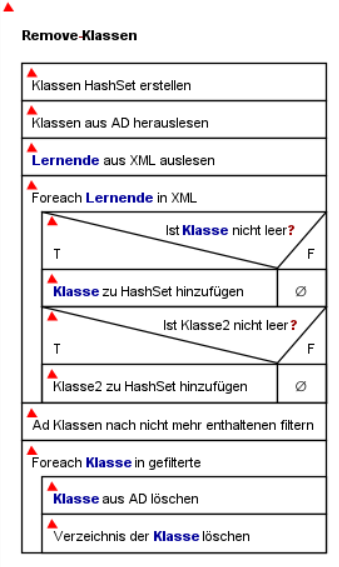 Remove-Klassen
Klassen HashSet erstellen
Klassen aus AD herauslesen
Lernende aus XML auslesen
Foreach Lernende in XML
Ist Klasse nicht leer?
T F
Klasse zu HashSet hinzufügen Ø
Ist Klasse2 nicht leer?
T F
Klasse2 zu HashSet hinzufügen Ø
Ad Klassen nach nicht mehr enthaltenen filtern
Foreach Klasse in gefilterte
Klasse aus AD löschen
Verzeichnis der Klasse löschen